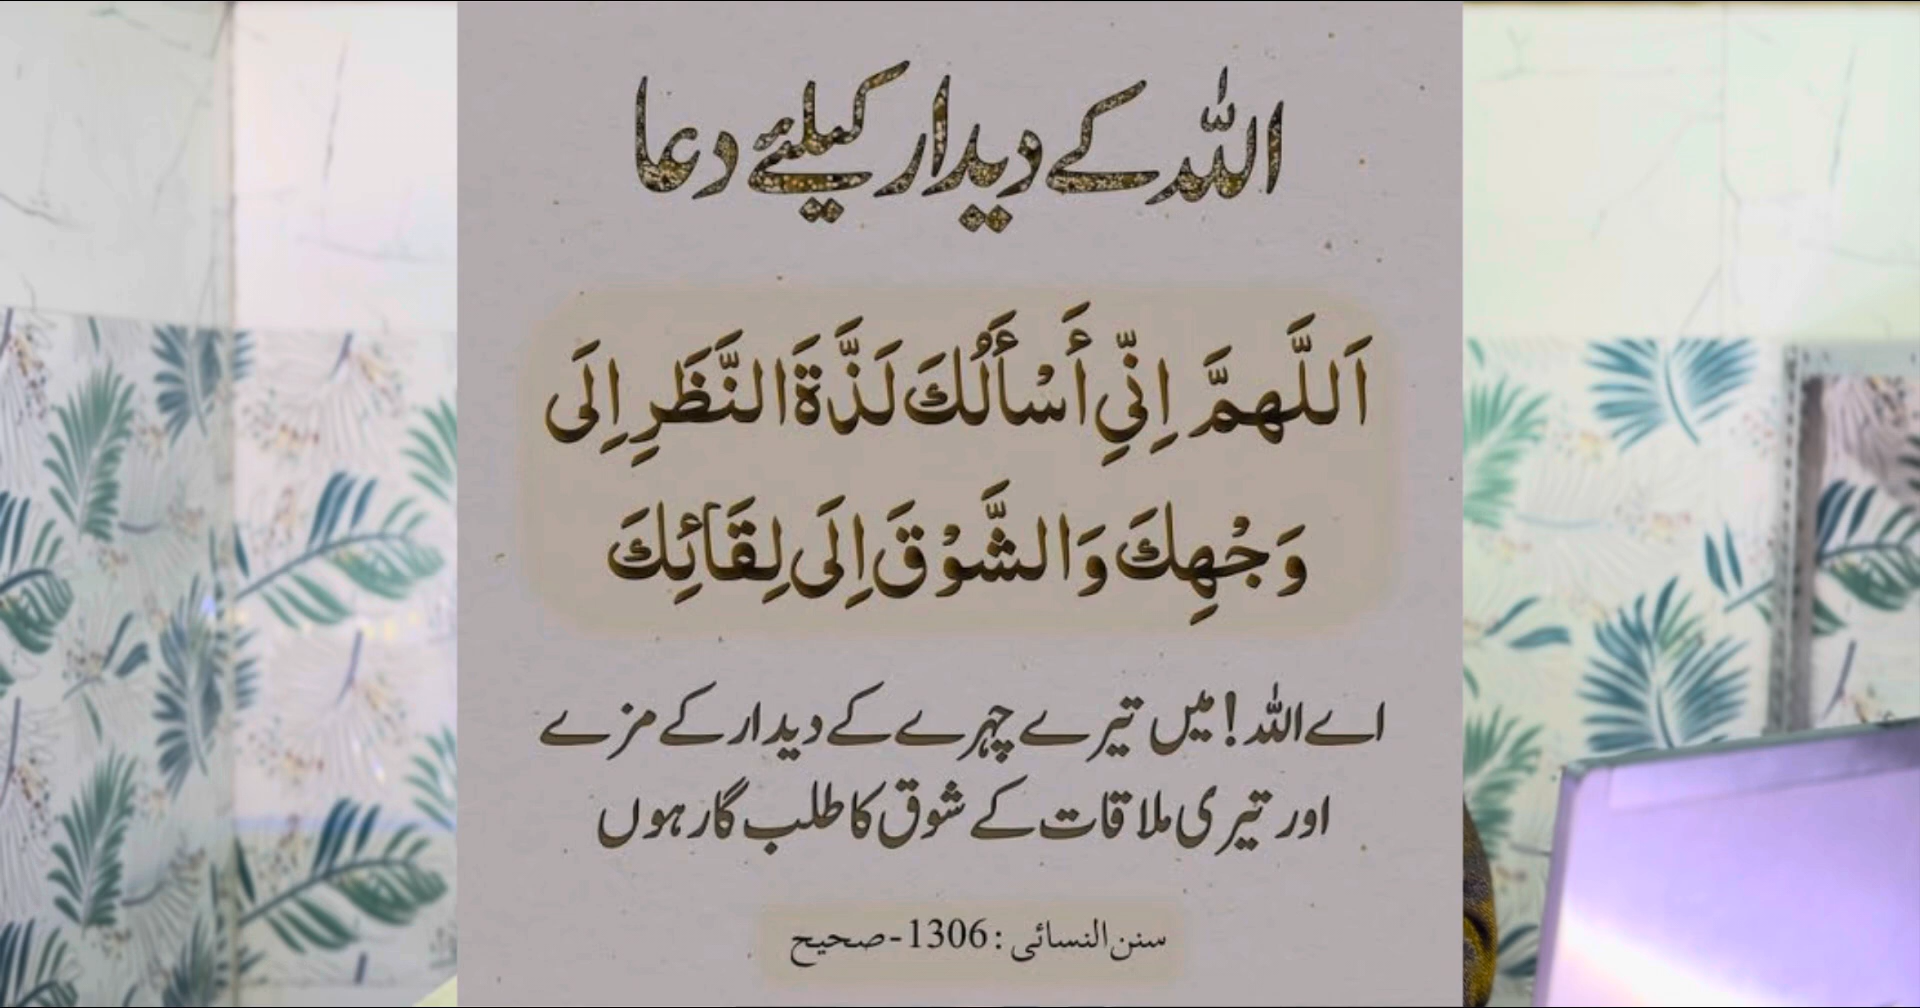 اللہ کے دیدار کیلئے دعا
اَللَّهمَّ اِنِّي أَسْأَلُكَ لَذَّةَ النَّظَرِ اِلَى
وَجْهِكَ وَالشَّوْقَ اِلَى لِقَائِكَ
اے اللہ! میں تیرے چہرے کے دیدار کے مزے
اور تیری ملاقات کے شوق کا طلب گار ہوں
سنن النسائی : 1306 - صحیح